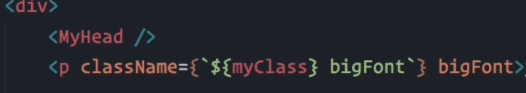 <div>
<MyHead />
<p className={`${myClass} bigFont`} bigFont>